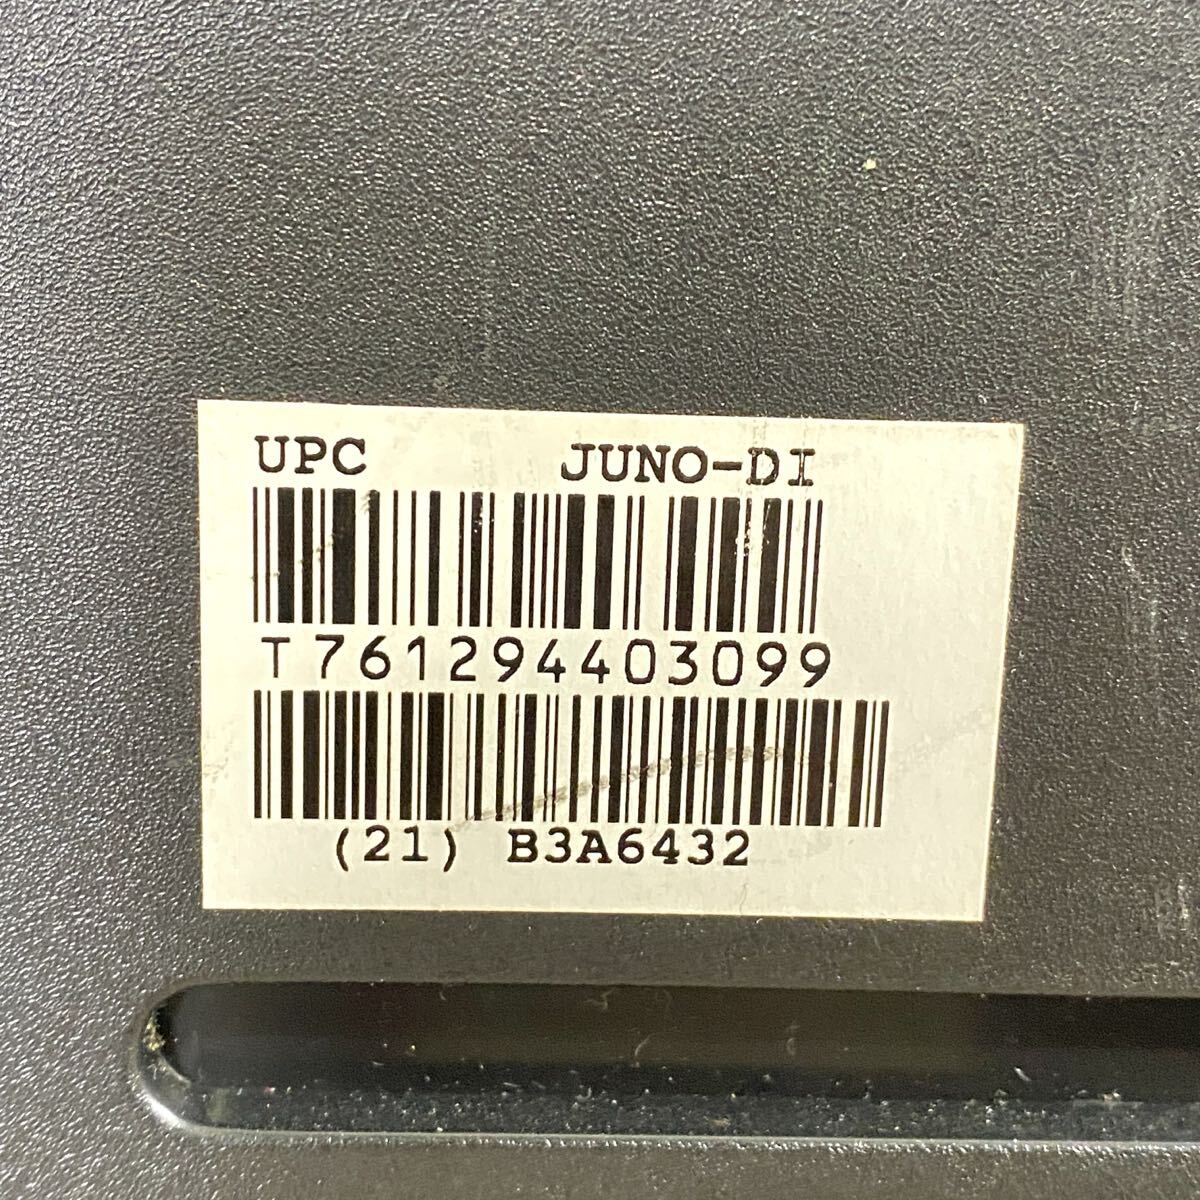 UPC JUNO-DI
T761294403099
(21) B3A6432